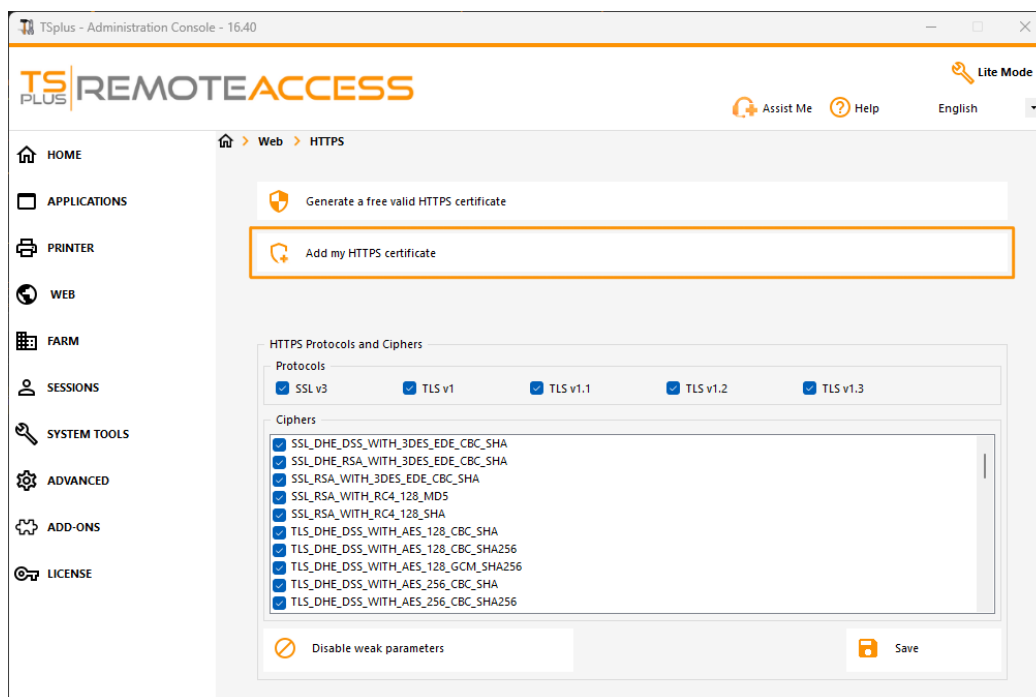 TSplus - Administration Console - 16.40
TS PLUS REMOTEACCESS
Lite Mode
Assist Me
Help
English
HOME
APPLICATIONS
PRINTER
WEB
FARM
SESSIONS
SYSTEM TOOLS
ADVANCED
ADD-ONS
LICENSE
Web > HTTPS
Generate a free valid HTTPS certificate
Add my HTTPS certificate
HTTPS Protocols and Ciphers
Protocols
SSL v3 TLS v1 TLS v1.1 TLS v1.2 TLS v1.3
Ciphers
SSL_DHE_DSS_WITH_3DES_EDE_CBC_SHA
SSL_DHE_RSA_WITH_3DES_EDE_CBC_SHA
SSL_RSA_WITH_3DES_EDE_CBC_SHA
SSL_RSA_WITH_RC4_128_MD5
SSL_RSA_WITH_RC4_128_SHA
TLS_DHE_DSS_WITH_AES_128_CBC_SHA
TLS_DHE_DSS_WITH_AES_128_CBC_SHA256
TLS_DHE_DSS_WITH_AES_128_GCM_SHA256
TLS_DHE_DSS_WITH_AES_256_CBC_SHA
TLS_DHE_DSS_WITH_AES_256_CBC_SHA256
Disable weak parameters
Save